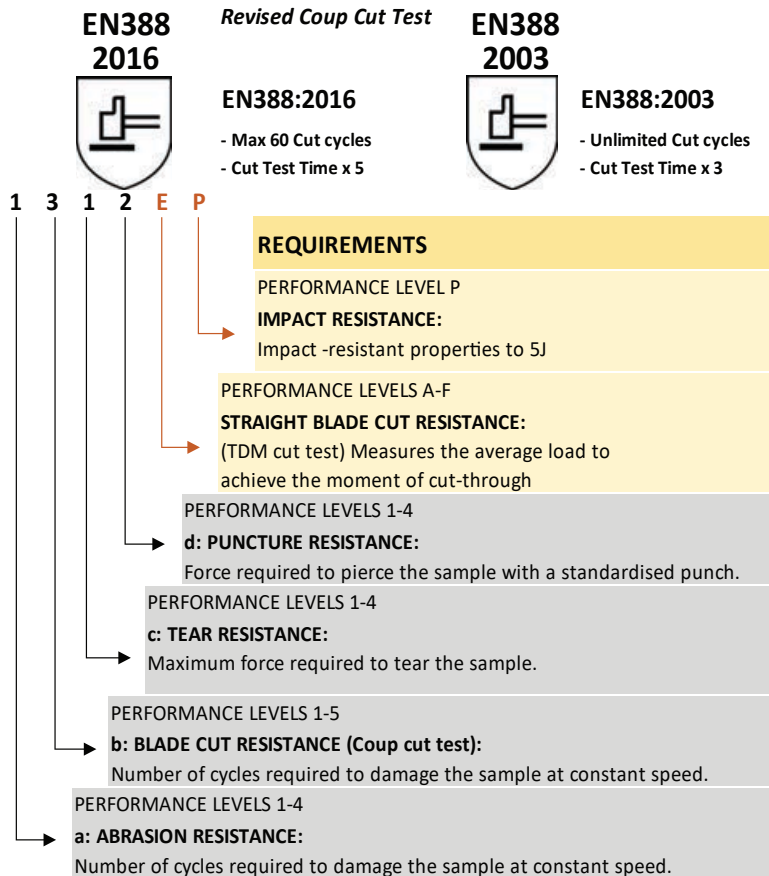 EN388
2016
Revised Coup Cut Test
EN388
2003
EN388:2016
- Max 60 Cut cycles
- Cut Test Time x 5
EN388:2003
- Unlimited Cut cycles
- Cut Test Time x 3
1 3 1 2 E P
REQUIREMENTS
PERFORMANCE LEVEL P
IMPACT RESISTANCE:
Impact -resistant properties to 5J
PERFORMANCE LEVELS A-F
STRAIGHT BLADE CUT RESISTANCE:
(TDM cut test) Measures the average load to
achieve the moment of cut-through
PERFORMANCE LEVELS 1-4
d: PUNCTURE RESISTANCE:
Force required to pierce the sample with a standardised punch.
PERFORMANCE LEVELS 1-4
c: TEAR RESISTANCE:
Maximum force required to tear the sample.
PERFORMANCE LEVELS 1-5
b: BLADE CUT RESISTANCE (Coup cut test):
Number of cycles required to damage the sample at constant speed.
PERFORMANCE LEVELS 1-4
a: ABRASION RESISTANCE:
Number of cycles required to damage the sample at constant speed.